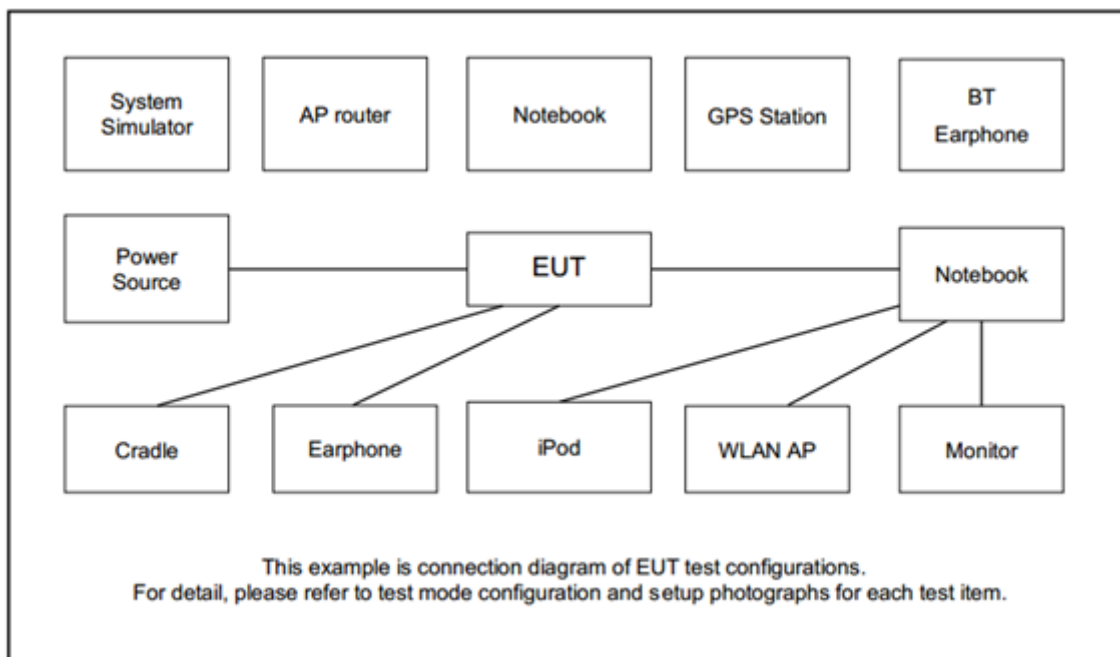 System
Simulator
AP router
Notebook
GPS Station
BT
Earphone
Power
Source
EUT
Notebook
Cradle
Earphone
iPod
WLAN AP
Monitor
This example is connection diagram of EUT test configurations.
For detail, please refer to test mode configuration and setup photographs for each test item.